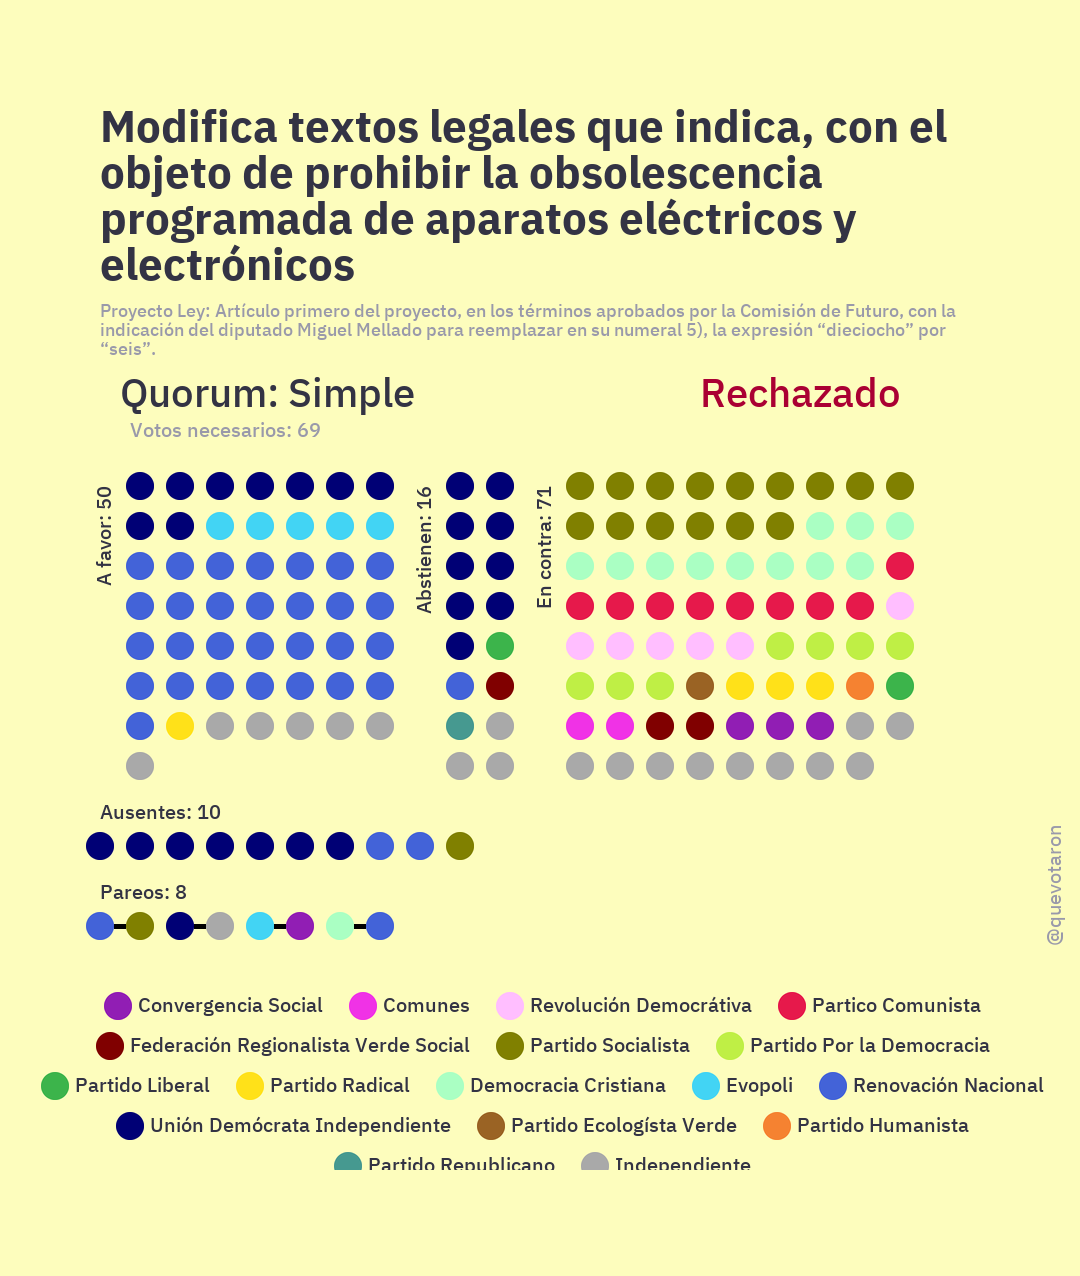 Modifica textos legales que indica, con el
objeto de prohibir la obsolescencia
programada de aparatos eléctricos y
electrónicos
Proyecto Ley: Artículo primero del proyecto, en los términos aprobados por la Comisión de Futuro, con la
indicación del diputado Miguel Mellado para reemplazar en su numeral 5), la expresión “dieciocho” por
“seis”.
Quorum: Simple
Rechazado
Votos necesarios: 69
A favor: 50
Abstienen: 16
En contra: 71
Ausentes: 10
Pareos: 8
@quevotaron
Convergencia Social Comunes Revolución Democrátiva Partico Comunista
Federación Regionalista Verde Social Partido Socialista Partido Por la Democracia
Partido Liberal Partido Radical Democracia Cristiana Evopoli Renovación Nacional
Unión Demócrata Independiente Partido Ecologísta Verde Partido Humanista
Partido Republicano Independiente